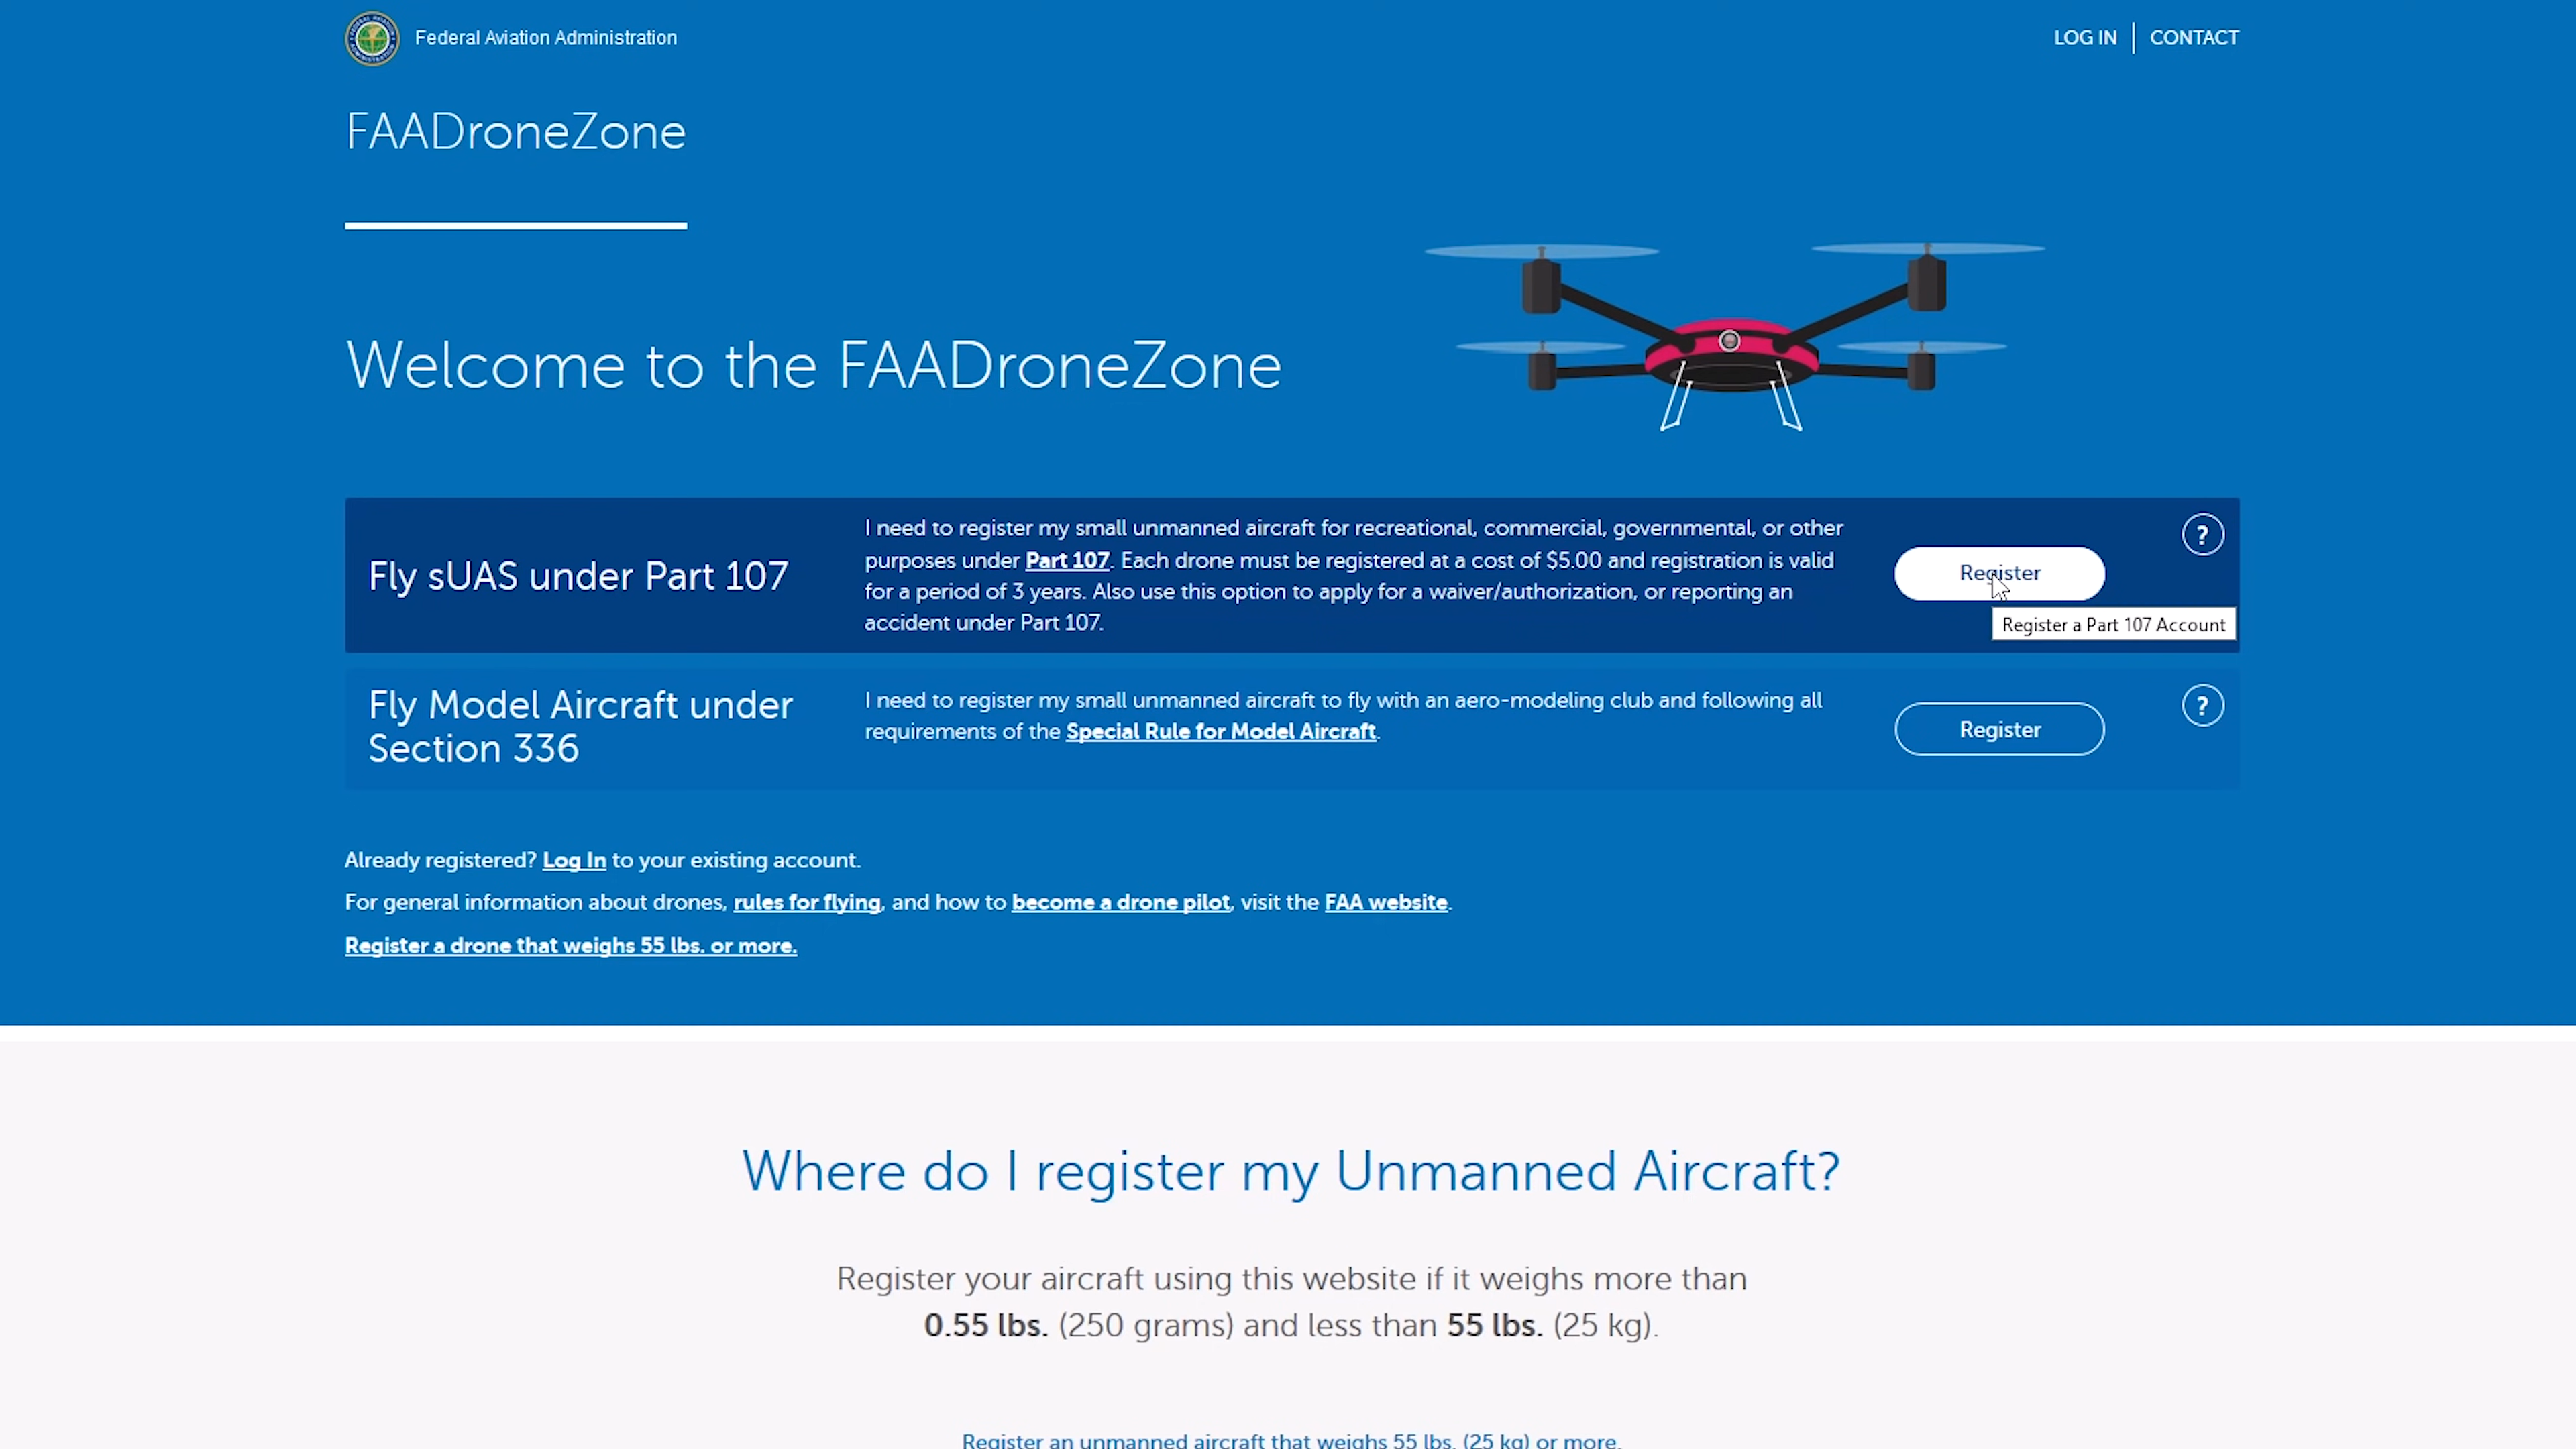 Federal Aviation Administration
LOG IN
CONTACT
FAADroneZone
Welcome to the FAADroneZone
Fly sUAS under Part 107
I need to register my small unmanned aircraft for recreational, commercial, governmental, or other
purposes under Part 107. Each drone must be registered at a cost of $5.00 and registration is valid
for a period of 3 years. Also use this option to apply for a waiver/authorization, or reporting an
accident under Part 107.
Register
?
Register a Part 107 Account
Fly Model Aircraft under
Section 336
I need to register my small unmanned aircraft to fly with an aero-modeling club and following all
requirements of the Special Rule for Model Aircraft.
Register
?
Already registered? Log In to your existing account.
For general information about drones, rules for flying, and how to become a drone pilot, visit the FAA website.
Register a drone that weighs 55 lbs. or more.
Where do I register my Unmanned Aircraft?
Register your aircraft using this website if it weighs more than
0.55 lbs. (250 grams) and less than 55 lbs. (25 kg).
Register an unmanned aircraft that weighs 55 lbs. (25 kg) or more.